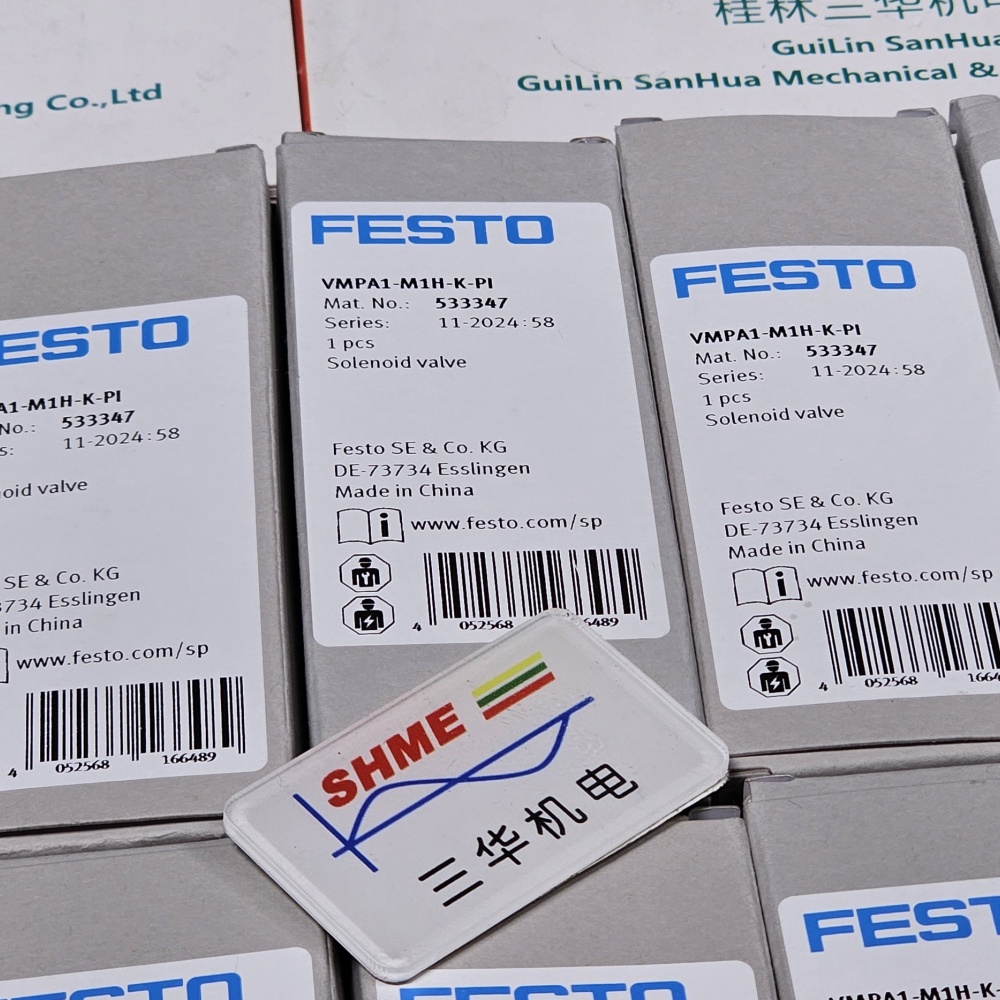 桂林三华机电
GuiLin SanHua
GuiLin SanHua Mechanical &
Co.,Ltd
FESTO
VMPA1-M1H-K-PI
Mat. No.: 533347
Series: 11-2024:58
1 pcs
Solenoid valve
Festo SE & Co. KG
DE-73734 Esslingen
Made in China
www.festo.com/sp
4 052568 166489
FESTO
VMPA1-M1H-K-PI
Mat. No.: 533347
Series: 11-2024:58
1 pcs
Solenoid valve
Festo SE & Co. KG
DE-73734 Esslingen
Made in China
www.festo.com/sp
4 052568
ESTO
A1-M1H-K-PI
No.: 533347
11-2024:58
valve
SE & Co. KG
734 Esslingen
in China
www.festo.com/sp
4 052568 166489
SHME
三华机电
FESTO
FESTO
FEST
VMPA1-M1H-K-